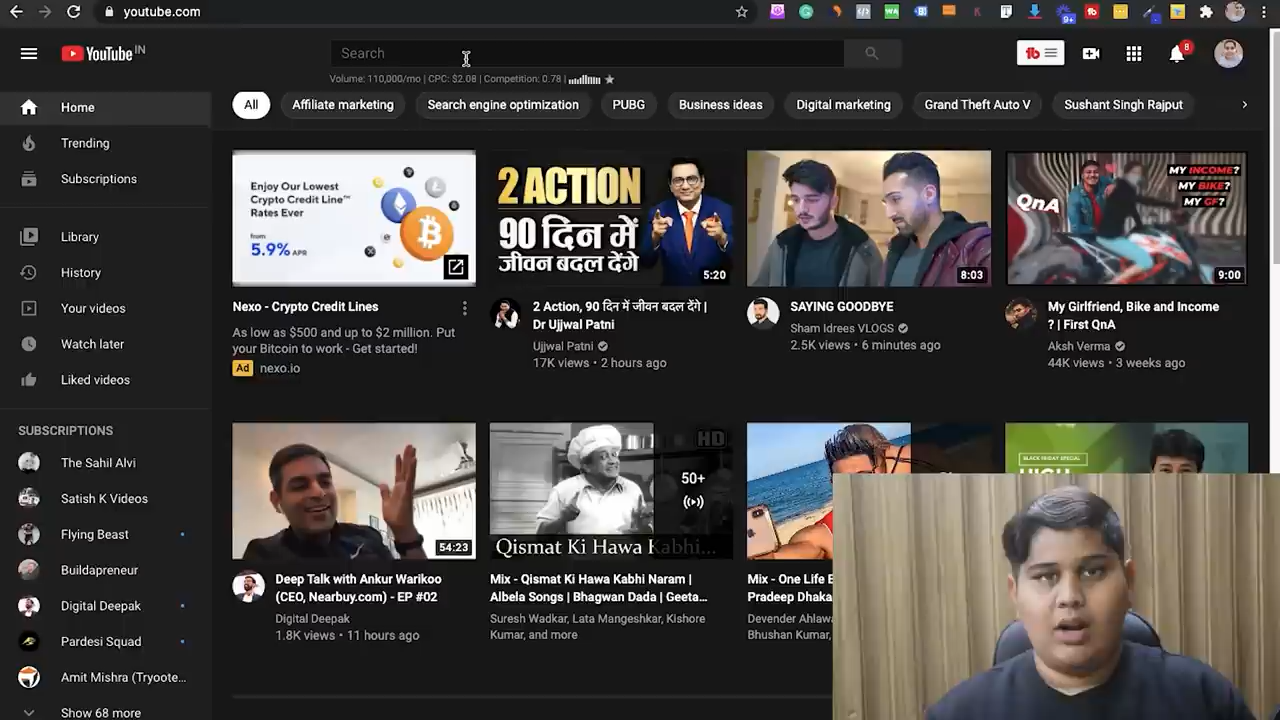 youtube.com
9+
YouTube IN
Search
8
Volume: 110,000/mo | CPC: $2.08 | Competition: 0.78 |
All
Affiliate marketing
Search engine optimization
PUBG
Business ideas
Digital marketing
Grand Theft Auto V
Sushant Singh Rajput
Home
Trending
Subscriptions
Library
History
Your videos
Watch later
Liked videos
SUBSCRIPTIONS
The Sahil Alvi
Satish K Videos
Flying Beast
Buildapreneur
Digital Deepak
Pardesi Squad
Amit Mishra (Tryoote...
Show 68 more
Enjoy Our Lowest
Crypto Credit Line™
Rates Ever
from
5.9% APR
Nexo - Crypto Credit Lines
As low as $500 and up to $2 million. Put
your Bitcoin to work - Get started!
Ad nexo.io
2 ACTION
90 दिन में
जीवन बदल देंगे
5:20
2 Action, 90 दिन में जीवन बदल देंगे |
Dr Ujjwal Patni
Ujjwal Patni
17K views • 2 hours ago
8:03
SAYING GOODBYE
Sham Idrees VLOGS
2.5K views • 6 minutes ago
QnA
MY INCOME?
MY BIKE?
MY GF?
9:00
My Girlfriend, Bike and Income
? | First QnA
Aksh Verma
44K views • 3 weeks ago
54:23
Deep Talk with Ankur Warikoo
(CEO, Nearbuy.com) - EP #02
Digital Deepak
1.8K views • 11 hours ago
HD
50+
Qismat Ki Hawa Kabhi...
Mix - Qismat Ki Hawa Kabhi Naram |
Albela Songs | Bhagwan Dada | Geeta...
Suresh Wadkar, Lata Mangeshkar, Kishore
Kumar, and more
Mix - One Life
Pradeep Dhaka
Devender Ahlawa
Bhushan Kumar,
BLACK FRIDAY SPECIAL